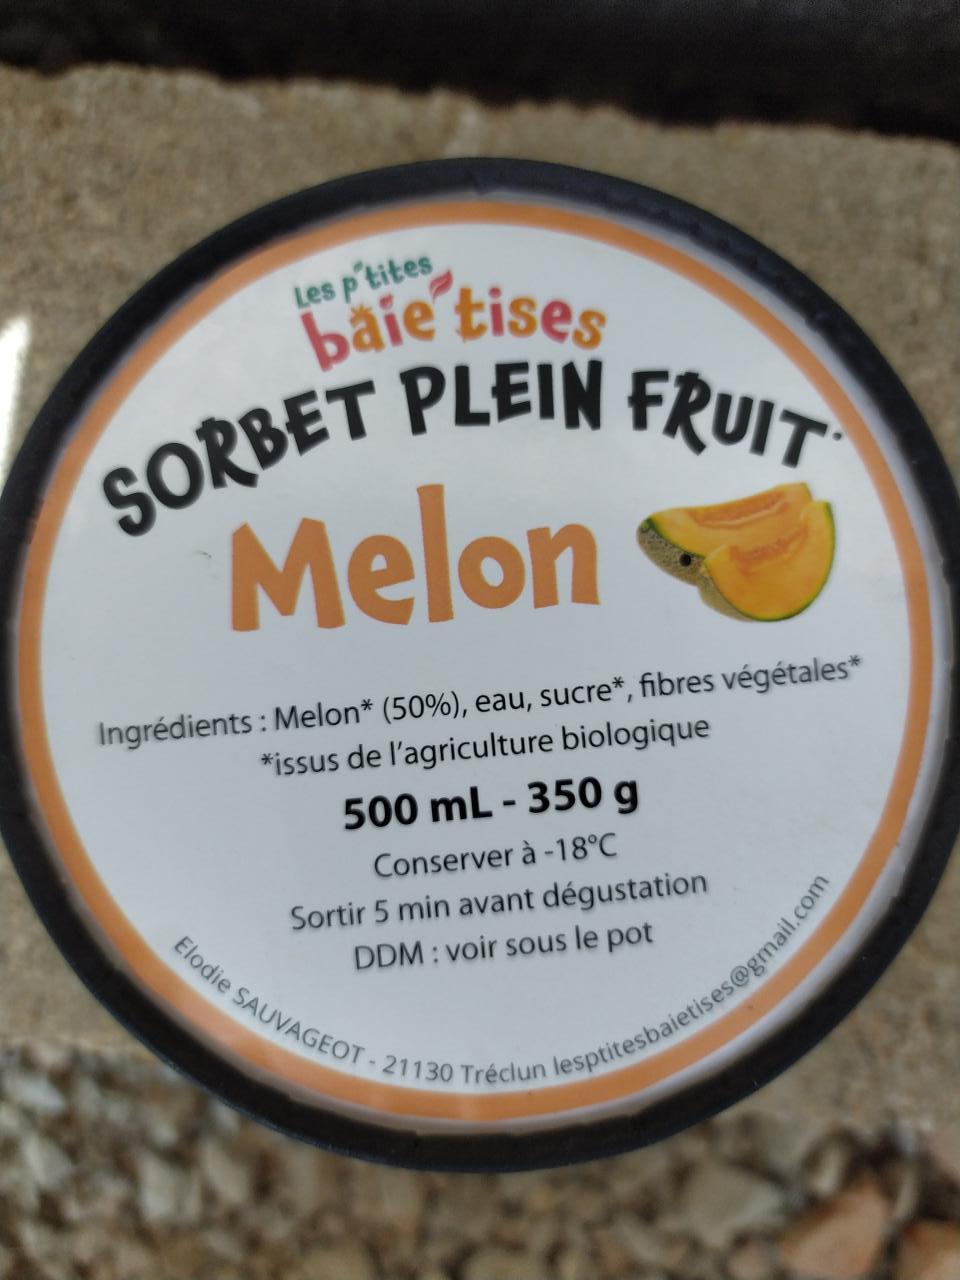 Les p'tites
baie'tises
SORBET PLEIN FRUIT*
Melon
Ingrédients : Melon* (50%), eau, sucre*, fibres végétales*
*issus de l'agriculture biologique
500 mL - 350 g
Conserver à -18°C
Sortir 5 min avant dégustation
DDM : voir sous le pot
Elodie SAUVAGEOT - 21130 Tréclun lesptitesbaietises@gmail.com